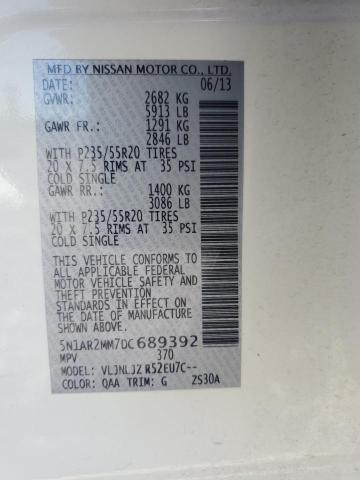 MFD BY NISSAN MOTOR CO., LTD.
DATE: 06/13
GVWR: 2682 KG
5913 LB
GAWR FR.: 1291 KG
2846 LB
WITH P235/55R20 TIRES
20 X 7.5 RIMS AT 35 PSI
COLD SINGLE
GAWR RR.: 1400 KG
3086 LB
WITH P235/55R20 TIRES
20 X 7.5 RIMS AT 35 PSI
COLD SINGLE
THIS VEHICLE CONFORMS TO
ALL APPLICABLE FEDERAL
MOTOR VEHICLE SAFETY AND
THEFT PREVENTION
STANDARDS IN EFFECT ON
THE DATE OF MANUFACTURE
SHOWN ABOVE.
5N1AR2MM7DC689392
MPV 370
MODEL: VLJNLJZ R52EU7C--
COLOR: QAA TRIM: G ZS30A